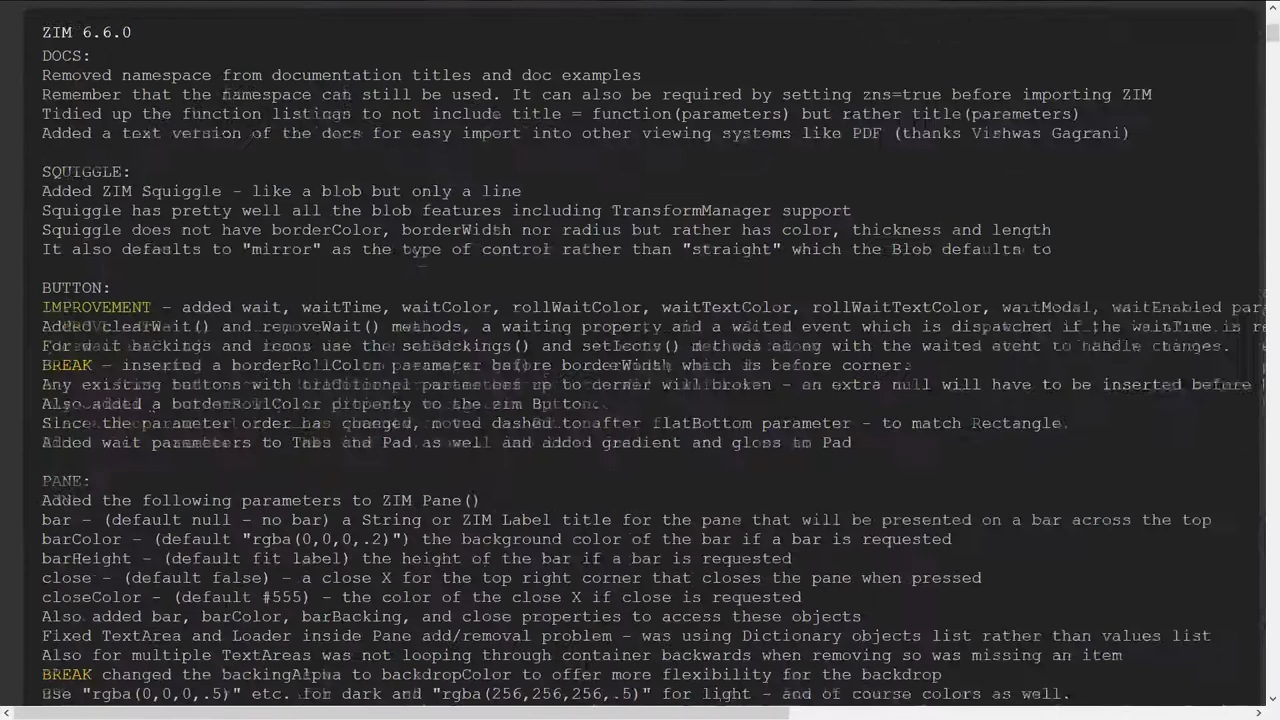 ZIM 6.6.0
DOCS:
Removed namespace from documentation titles and doc examples
Remember that the namespace can still be used. It can also be required by setting zns=true before importing ZIM
Tidied up the function listings to not include title = function(parameters) but rather title(parameters)
Added a text version of the docs for easy import into other viewing systems like PDF (thanks Vishwas Gagrani)
SQUIGGLE:
Added ZIM Squiggle - like a blob but only a line
Squiggle has pretty well all the blob features including TransformManager support
Squiggle does not have borderColor, borderWidth nor radius but rather has color, thickness and length
It also defaults to "mirror" as the type of control rather than "straight" which the Blob defaults to
BUTTON:
IMPROVEMENT - added wait, waitTime, waitColor, rollWaitColor, waitTextColor, rollWaitTextColor, waitModal, waitEnabled para
Added clearWait() and removeWait() methods, a waiting property and a waited event which is dispatched if the waitTime is re
For wait backings and icons use the setBackings() and setIcons() methods along with the waited event to handle changes.
BREAK - inserted a borderRollColor parameter before borderWidth which is before corner.
Any existing buttons with traditional parameters up to corner will broken - an extra null will have to be inserted before
Also added a borderRollColor property to the zim Button.
Since the parameter order has changed, moved dashed to after flatBottom parameter - to match Rectangle.
Added wait parameters to Tabs and Pad as well and added gradient and gloss to Pad
PANE:
Added the following parameters to ZIM Pane()
bar - (default null - no bar) a String or ZIM Label title for the pane that will be presented on a bar across the top
barColor - (default "rgba(0,0,0,.2)") the background color of the bar if a bar is requested
barHeight - (default fit label) the height of the bar if a bar is requested
close - (default false) - a close X for the top right corner that closes the pane when pressed
closeColor - (default #555) - the color of the close X if close is requested
Also added bar, barColor, barBacking, and close properties to access these objects
Fixed TextArea and Loader inside Pane add/removal problem - was using Dictionary objects list rather than values list
Also for multiple TextAreas was not looping through container backwards when removing so was missing an item
BREAK changed the backingAlpha to backdropColor to offer more flexibility for the backdrop
Use "rgba(0,0,0,.5)" etc. for dark and "rgba(256,256,256,.5)" for light - and of course colors as well.